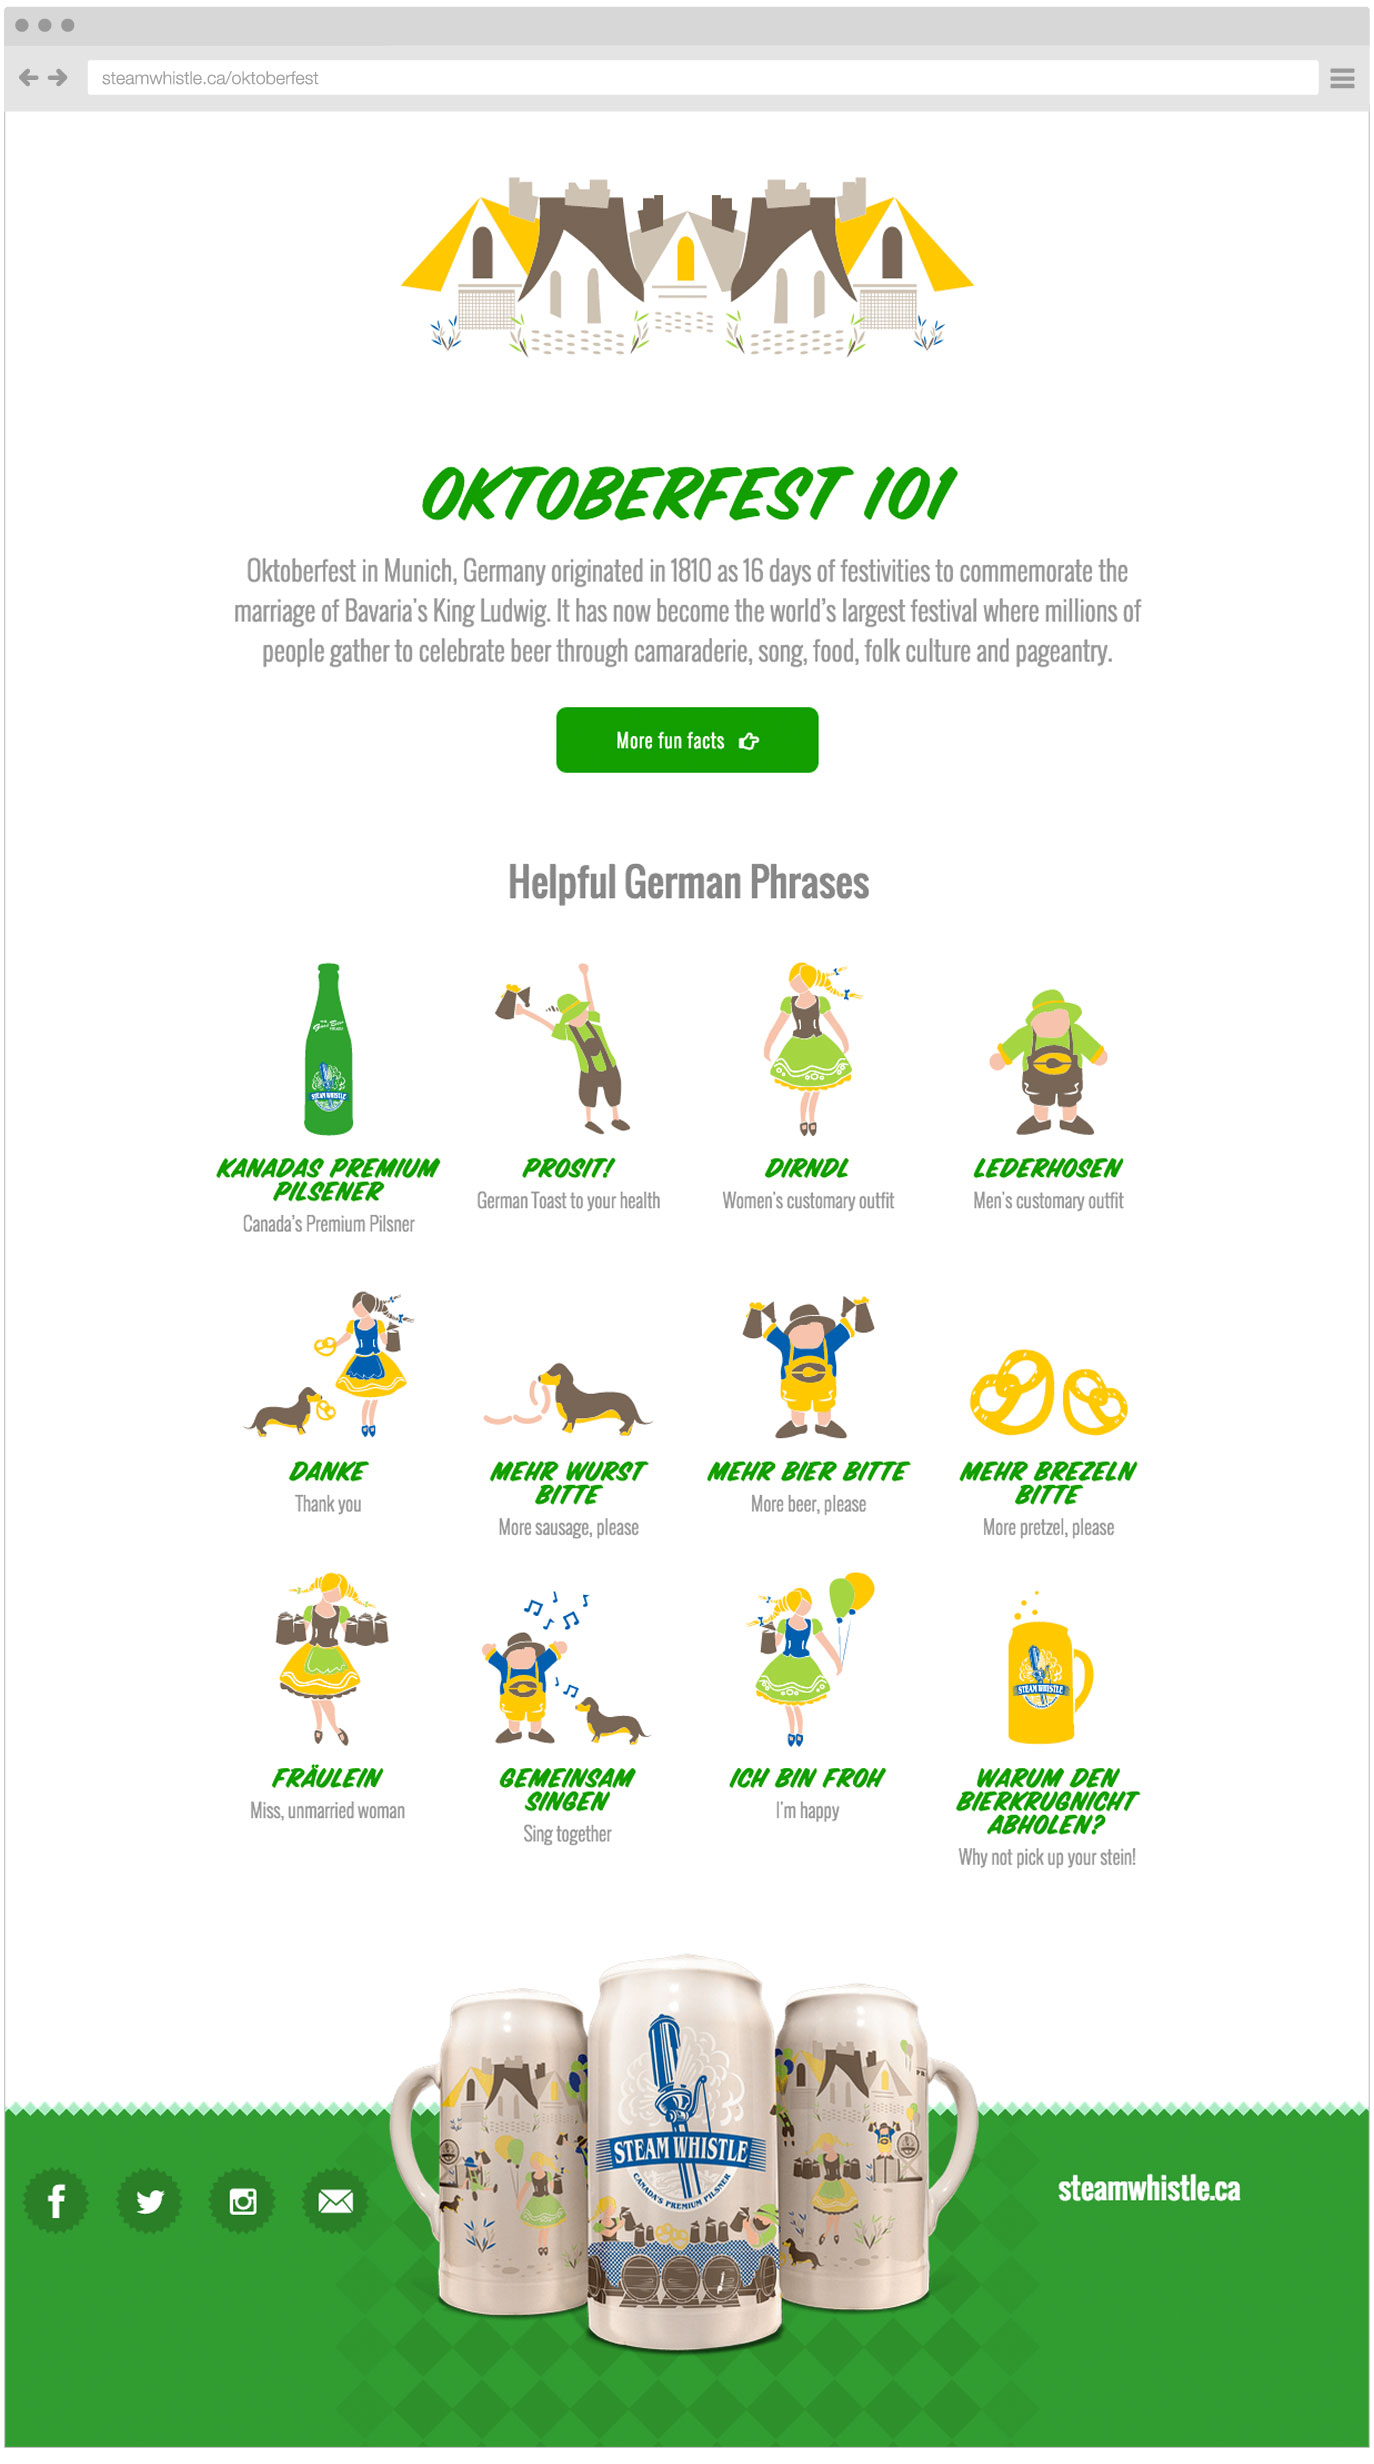 steamwhistle.ca/oktoberfest
OKTOBERFEST 101
Oktoberfest in Munich, Germany originated in 1810 as 16 days of festivities to commemorate the
marriage of Bavaria's King Ludwig. It has now become the world's largest festival where millions of
people gather to celebrate beer through camaraderie, song, food, folk culture and pageantry.
More fun facts
Helpful German Phrases
STEAM WHISTLE
KANADAS PREMIUM
PILSENER
Canada's Premium Pilsner
PROSIT!
German Toast to your health
DIRNDL
Women's customary outfit
LEDERHOSEN
Men's customary outfit
DANKE
Thank you
MEHR WURST
BITTE
More sausage, please
MEHR BIER BITTE
More beer, please
MEHR BREZELN
BITTE
More pretzel, please
STEAM WHISTLE
FRÄULEIN
Miss, unmarried woman
GEMEINSAM
SINGEN
Sing together
ICH BIN FROH
I'm happy
WARUM DEN
BIERKRUGNICHT
ABHOLEN?
Why not pick up your stein!
STEAM WHISTLE
CANADA'S PREMIUM PILSNER
steamwhistle.ca